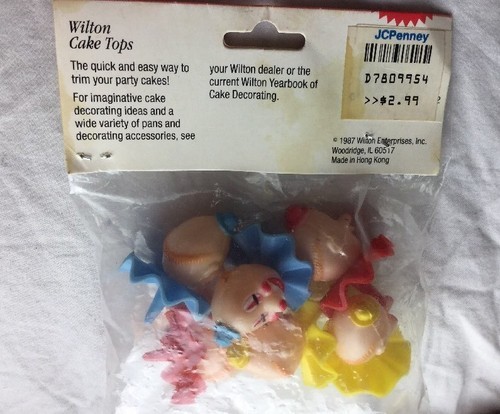 Wilton
Cake Tops
The quick and easy way to
trim your party cakes!
For imaginative cake
decorating ideas and a
wide variety of pans and
decorating accessories, see
your Wilton dealer or the
current Wilton Yearbook of
Cake Decorating.
JCPenney
D7809954
>>$2.99
© 1987 Wilton Enterprises, Inc.
Woodridge, IL 60517
Made in Hong Kong